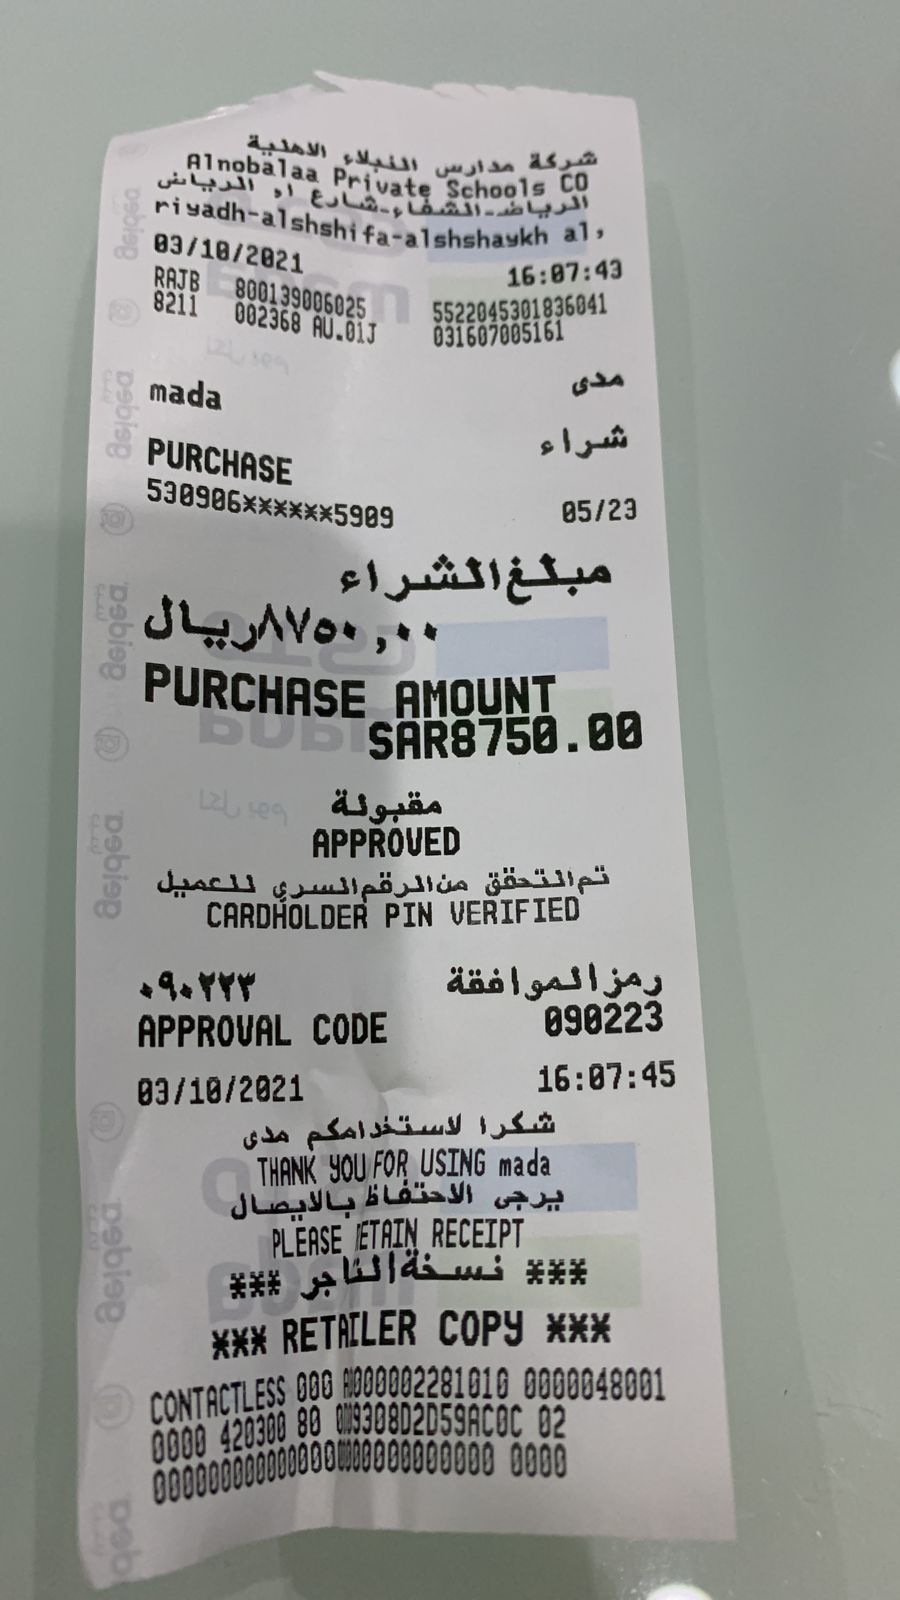 شركة مدارس النبلاء الاهلية
Alnobalaa Private Schools CO
الرياض-الشفاء-شارع ا, الرياض
riyadh-alshshifa-alshshaykh al,
03/10/2021 16:07:43
RAJB 800139006025 5522045301836041
8211 002368 AU.01J 031607005161
mada مدى
PURCHASE شراء
530906******5909 05/23
مبلغ الشراء
٨٧٥٠,٠٠ ريال
PURCHASE AMOUNT
SAR8750.00
مقبولة
APPROVED
تم التحقق من الرقم السري للعميل
CARDHOLDER PIN VERIFIED
رمز الموافقة ٠٩٠٢٢٣
APPROVAL CODE 090223
03/10/2021 16:07:45
شكرا لاستخدامكم مدى
THANK YOU FOR USING mada
يرجى الاحتفاظ بالايصال
PLEASE RETAIN RECEIPT
*** نسخة التاجر ***
*** RETAILER COPY ***
CONTACTLESS 000 A0000002281010 0000048001
0000 420300 80 02D59AC0C 02
0000
geidea